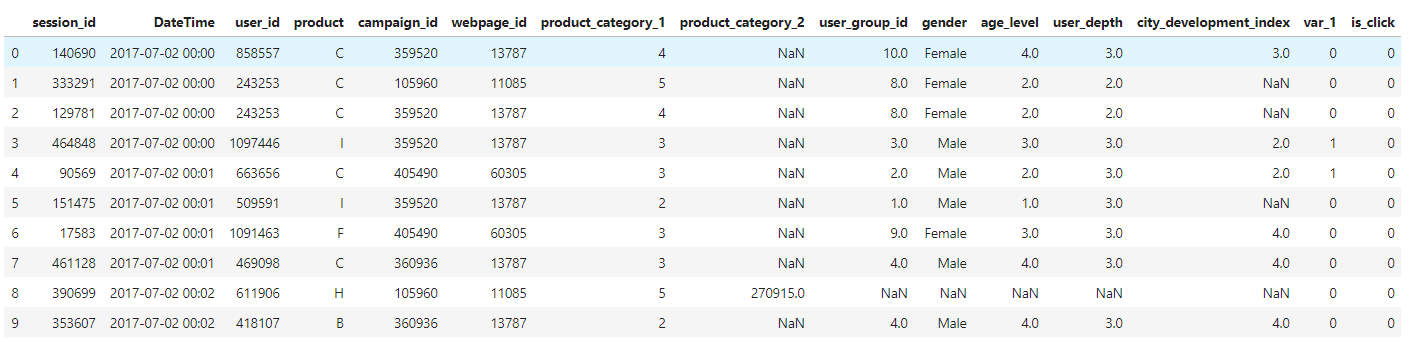 session_id DateTime user_id product campaign_id webpage_id product_category_1 product_category_2 user_group_id gender age_level user_depth city_development_index var_1 is_click
0 140690 2017-07-02 00:00 858557 C 359520 13787 4 NaN 10.0 Female 4.0 3.0 3.0 0 0
1 333291 2017-07-02 00:00 243253 C 105960 11085 5 NaN 8.0 Female 2.0 2.0 NaN 0 0
2 129781 2017-07-02 00:00 243253 C 359520 13787 4 NaN 8.0 Female 2.0 2.0 NaN 0 0
3 464848 2017-07-02 00:00 1097446 I 359520 13787 3 NaN 3.0 Male 3.0 3.0 2.0 1 0
4 90569 2017-07-02 00:01 663656 C 405490 60305 3 NaN 2.0 Male 2.0 3.0 2.0 1 0
5 151475 2017-07-02 00:01 509591 I 359520 13787 2 NaN 1.0 Male 1.0 3.0 NaN 0 0
6 17583 2017-07-02 00:01 1091463 F 405490 60305 3 NaN 9.0 Female 3.0 3.0 4.0 0 0
7 461128 2017-07-02 00:01 469098 C 360936 13787 3 NaN 4.0 Male 4.0 3.0 4.0 0 0
8 390699 2017-07-02 00:02 611906 H 105960 11085 5 270915.0 NaN NaN NaN NaN NaN 0 0
9 353607 2017-07-02 00:02 418107 B 360936 13787 2 NaN 4.0 Male 4.0 3.0 4.0 0 0